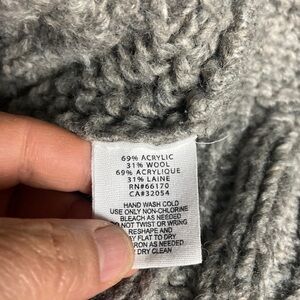 69% ACRYLIC
31% WOOL
69% ACRYLIQUE
31% LAINE
RN#66170
CA#32054
HAND WASH COLD
USE ONLY NON-CHLORINE
BLEACH AS NEEDED
DO NOT TWIST OR WRING
RESHAPE AND
FLAT TO DRY
IRON AS NEEDED
DRY CLEAN